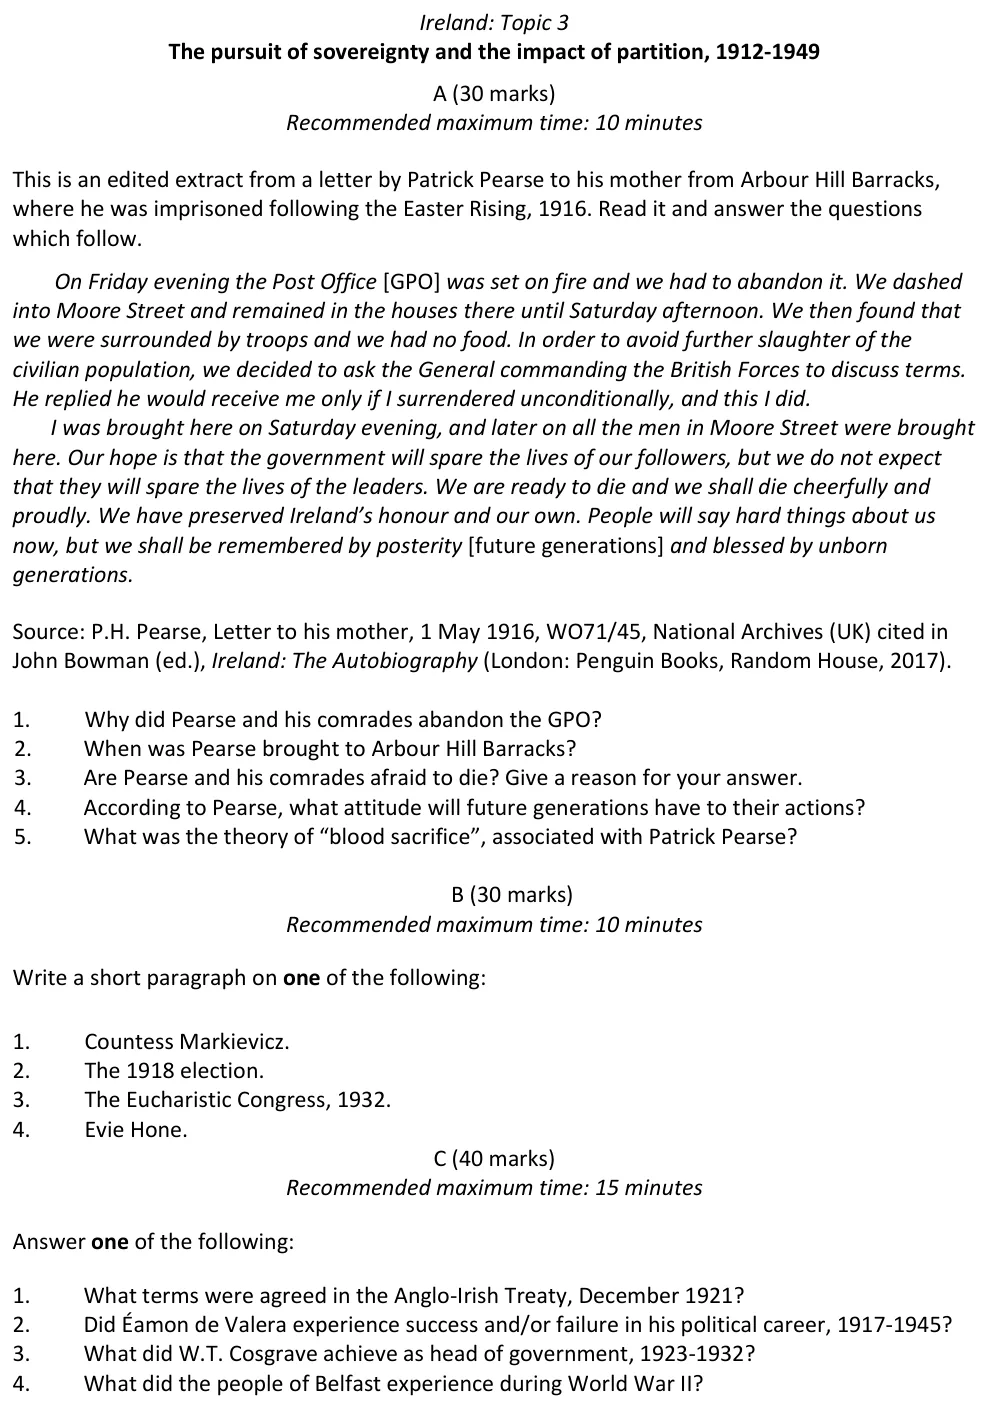 Ireland: Topic 3
The pursuit of sovereignty and the impact of partition, 1912-1949
A (30 marks)
Recommended maximum time: 10 minutes
This is an edited extract from a letter by Patrick Pearse to his mother from Arbour Hill Barracks,
where he was imprisoned following the Easter Rising, 1916. Read it and answer the questions
which follow.
On Friday evening the Post Office [GPO] was set on fire and we had to abandon it. We dashed
into Moore Street and remained in the houses there until Saturday afternoon. We then found that
we were surrounded by troops and we had no food. In order to avoid further slaughter of the
civilian population, we decided to ask the General commanding the British Forces to discuss terms.
He replied he would receive me only if I surrendered unconditionally, and this I did.
I was brought here on Saturday evening, and later on all the men in Moore Street were brought
here. Our hope is that the government will spare the lives of our followers, but we do not expect
that they will spare the lives of the leaders. We are ready to die and we shall die cheerfully and
proudly. We have preserved Ireland’s honour and our own. People will say hard things about us
now, but we shall be remembered by posterity [future generations] and blessed by unborn
generations.
Source: P.H. Pearse, Letter to his mother, 1 May 1916, WO71/45, National Archives (UK) cited in
John Bowman (ed.), Ireland: The Autobiography (London: Penguin Books, Random House, 2017).
1. Why did Pearse and his comrades abandon the GPO?
2. When was Pearse brought to Arbour Hill Barracks?
3. Are Pearse and his comrades afraid to die? Give a reason for your answer.
4. According to Pearse, what attitude will future generations have to their actions?
5. What was the theory of “blood sacrifice”, associated with Patrick Pearse?
B (30 marks)
Recommended maximum time: 10 minutes
Write a short paragraph on one of the following:
1. Countess Markievicz.
2. The 1918 election.
3. The Eucharistic Congress, 1932.
4. Evie Hone.
C (40 marks)
Recommended maximum time: 15 minutes
Answer one of the following:
1. What terms were agreed in the Anglo-Irish Treaty, December 1921?
2. Did Éamon de Valera experience success and/or failure in his political career, 1917-1945?
3. What did W.T. Cosgrave achieve as head of government, 1923-1932?
4. What did the people of Belfast experience during World War II?